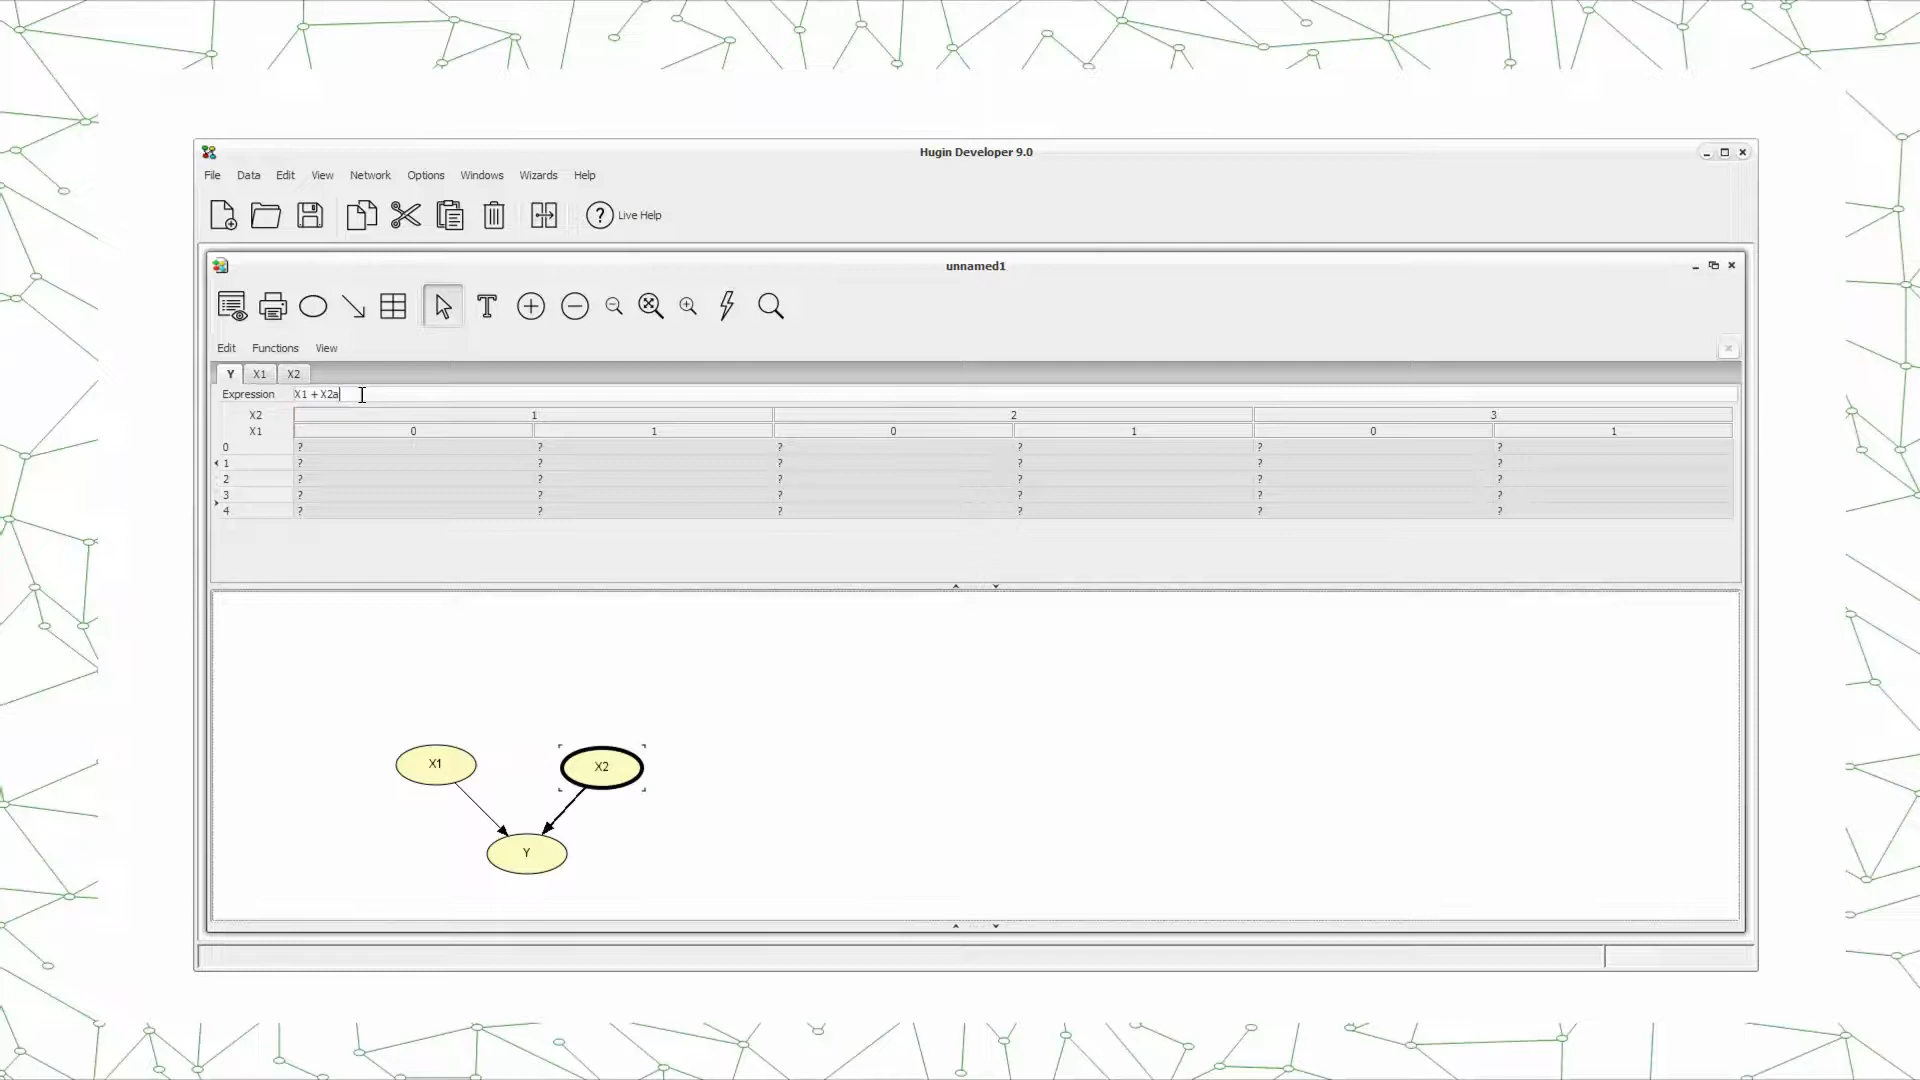 Hugin Developer 9.0
File Data Edit View Network Options Windows Wizards Help
? Live Help
unnamed1
T
Edit Functions View
Y X1 X2
Expression X1 + X2a
X2 1 2 3
X1 0 1 0 1 0 1
0 ? ? ? ? ? ?
1 ? ? ? ? ? ?
2 ? ? ? ? ? ?
3 ? ? ? ? ? ?
4 ? ? ? ? ? ?
X1 X2
Y